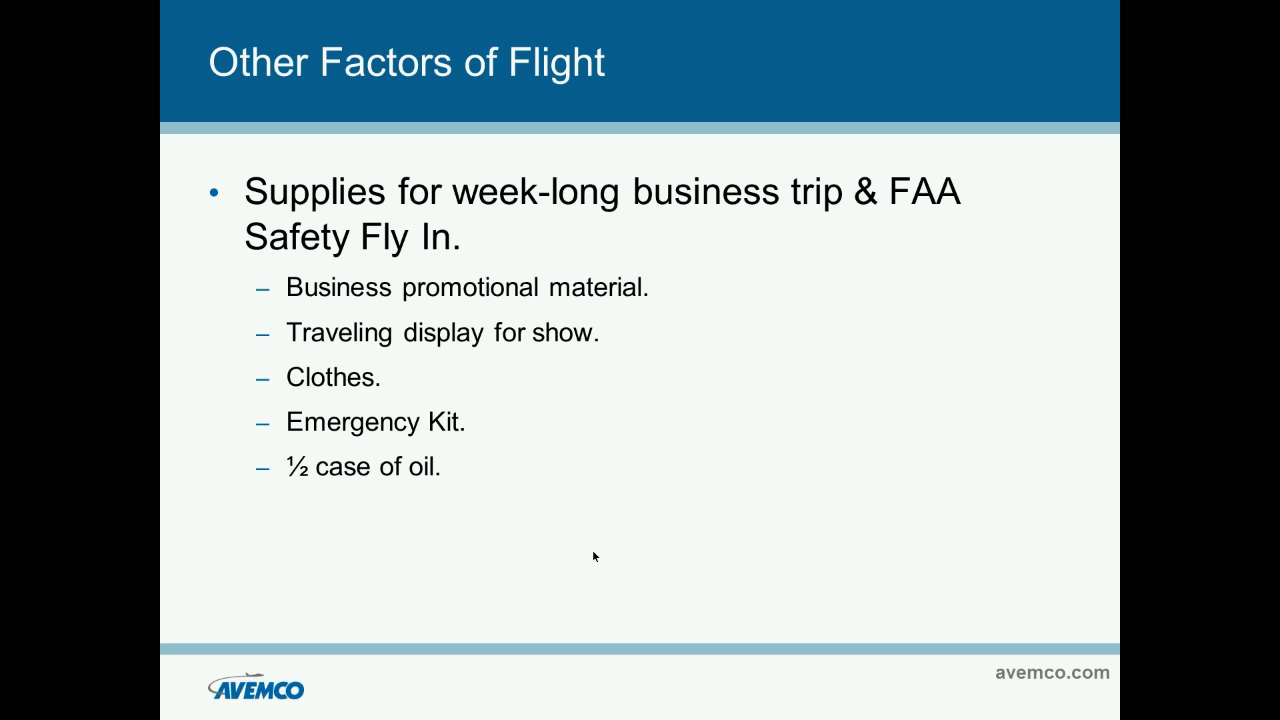 Other Factors of Flight
• Supplies for week-long business trip & FAA
Safety Fly In.
– Business promotional material.
– Traveling display for show.
– Clothes.
– Emergency Kit.
– ½ case of oil.
AVEMCO
avemco.com